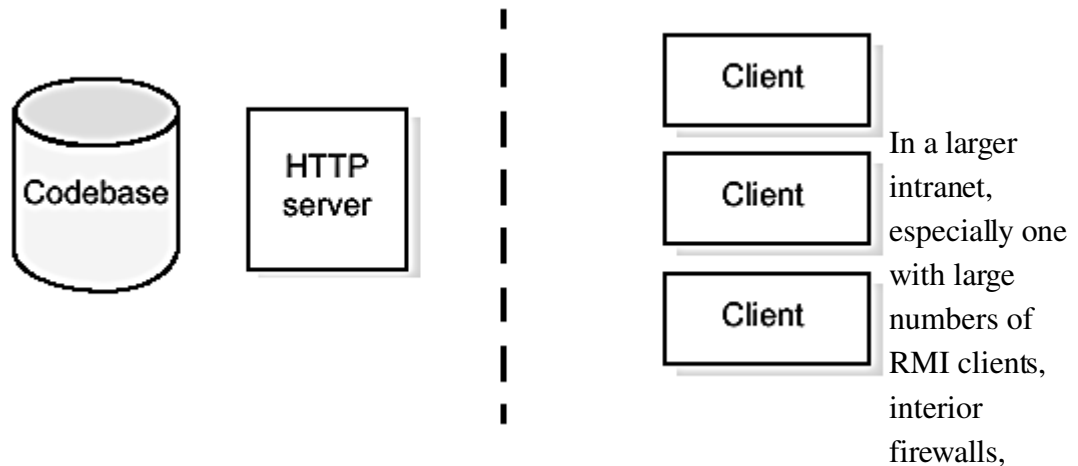 Codebase
HTTP
server
Client
Client
Client
In a larger
intranet,
especially one
with large
numbers of
RMI clients,
interior
firewalls,